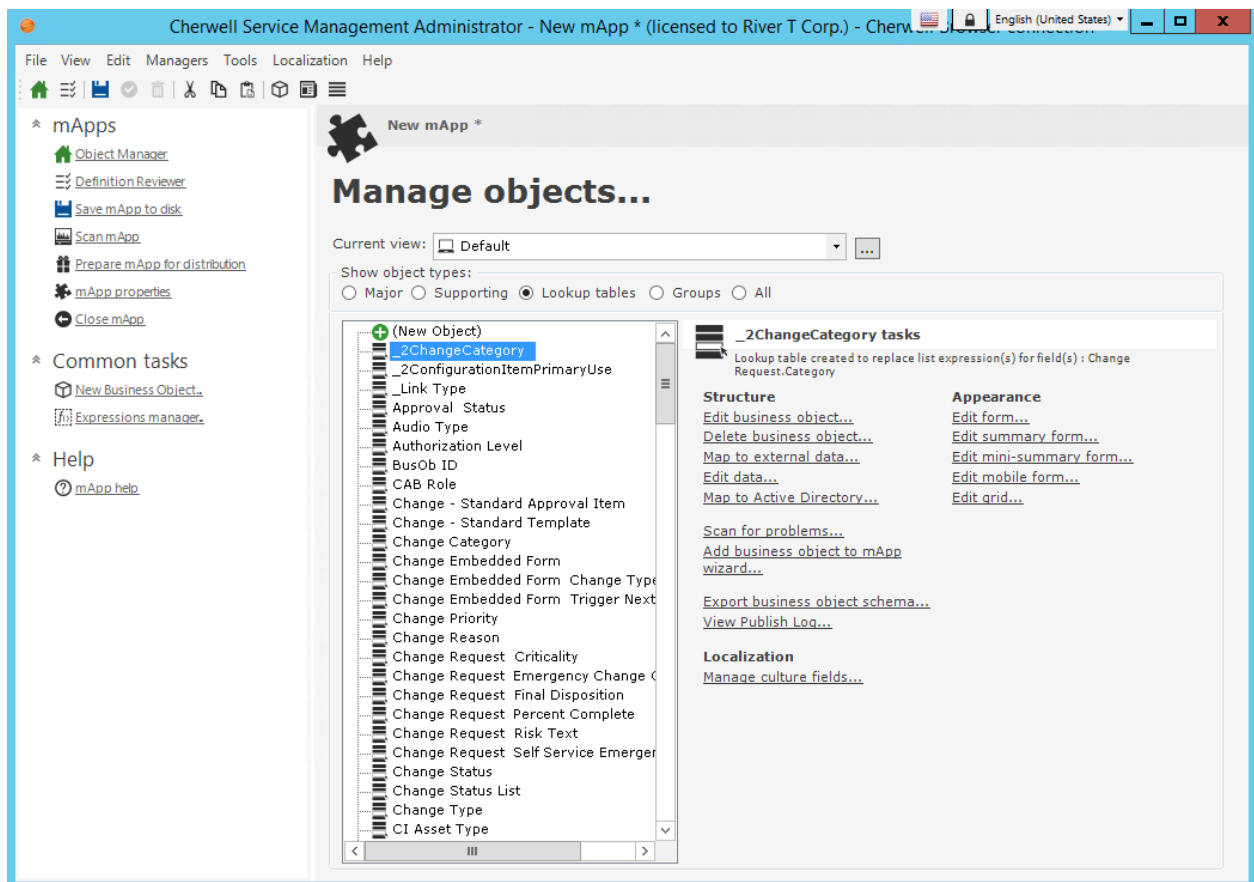 Cherwell Service Management Administrator - New mApp * (licensed to River T Corp.) - Cherwell Browser connection
English (United States)
File View Edit Managers Tools Localization Help
mApps
Object Manager
Definition Reviewer
Save mApp to disk
Scan mApp
Prepare mApp for distribution
mApp properties
Close mApp
Common tasks
New Business Object...
Expressions manager...
Help
mApp help
New mApp *
Manage objects...
Current view: Default ...
Show object types:
Major Supporting Lookup tables Groups All
(New Object)
_2ChangeCategory
_2ConfigurationItemPrimaryUse
_Link Type
Approval Status
Audio Type
Authorization Level
BusOb ID
CAB Role
Change - Standard Approval Item
Change - Standard Template
Change Category
Change Embedded Form
Change Embedded Form Change Type
Change Embedded Form Trigger Next
Change Priority
Change Reason
Change Request Criticality
Change Request Emergency Change
Change Request Final Disposition
Change Request Percent Complete
Change Request Risk Text
Change Request Self Service Emerger
Change Status
Change Status List
Change Type
CI Asset Type
_2ChangeCategory tasks
Lookup table created to replace list expression(s) for field(s) : Change
Request.Category
Structure
Edit business object...
Delete business object...
Map to external data...
Edit data...
Map to Active Directory...
Scan for problems...
Add business object to mApp
wizard...
Export business object schema...
View Publish Log...
Localization
Manage culture fields...
Appearance
Edit form...
Edit summary form...
Edit mini-summary form...
Edit mobile form...
Edit grid...